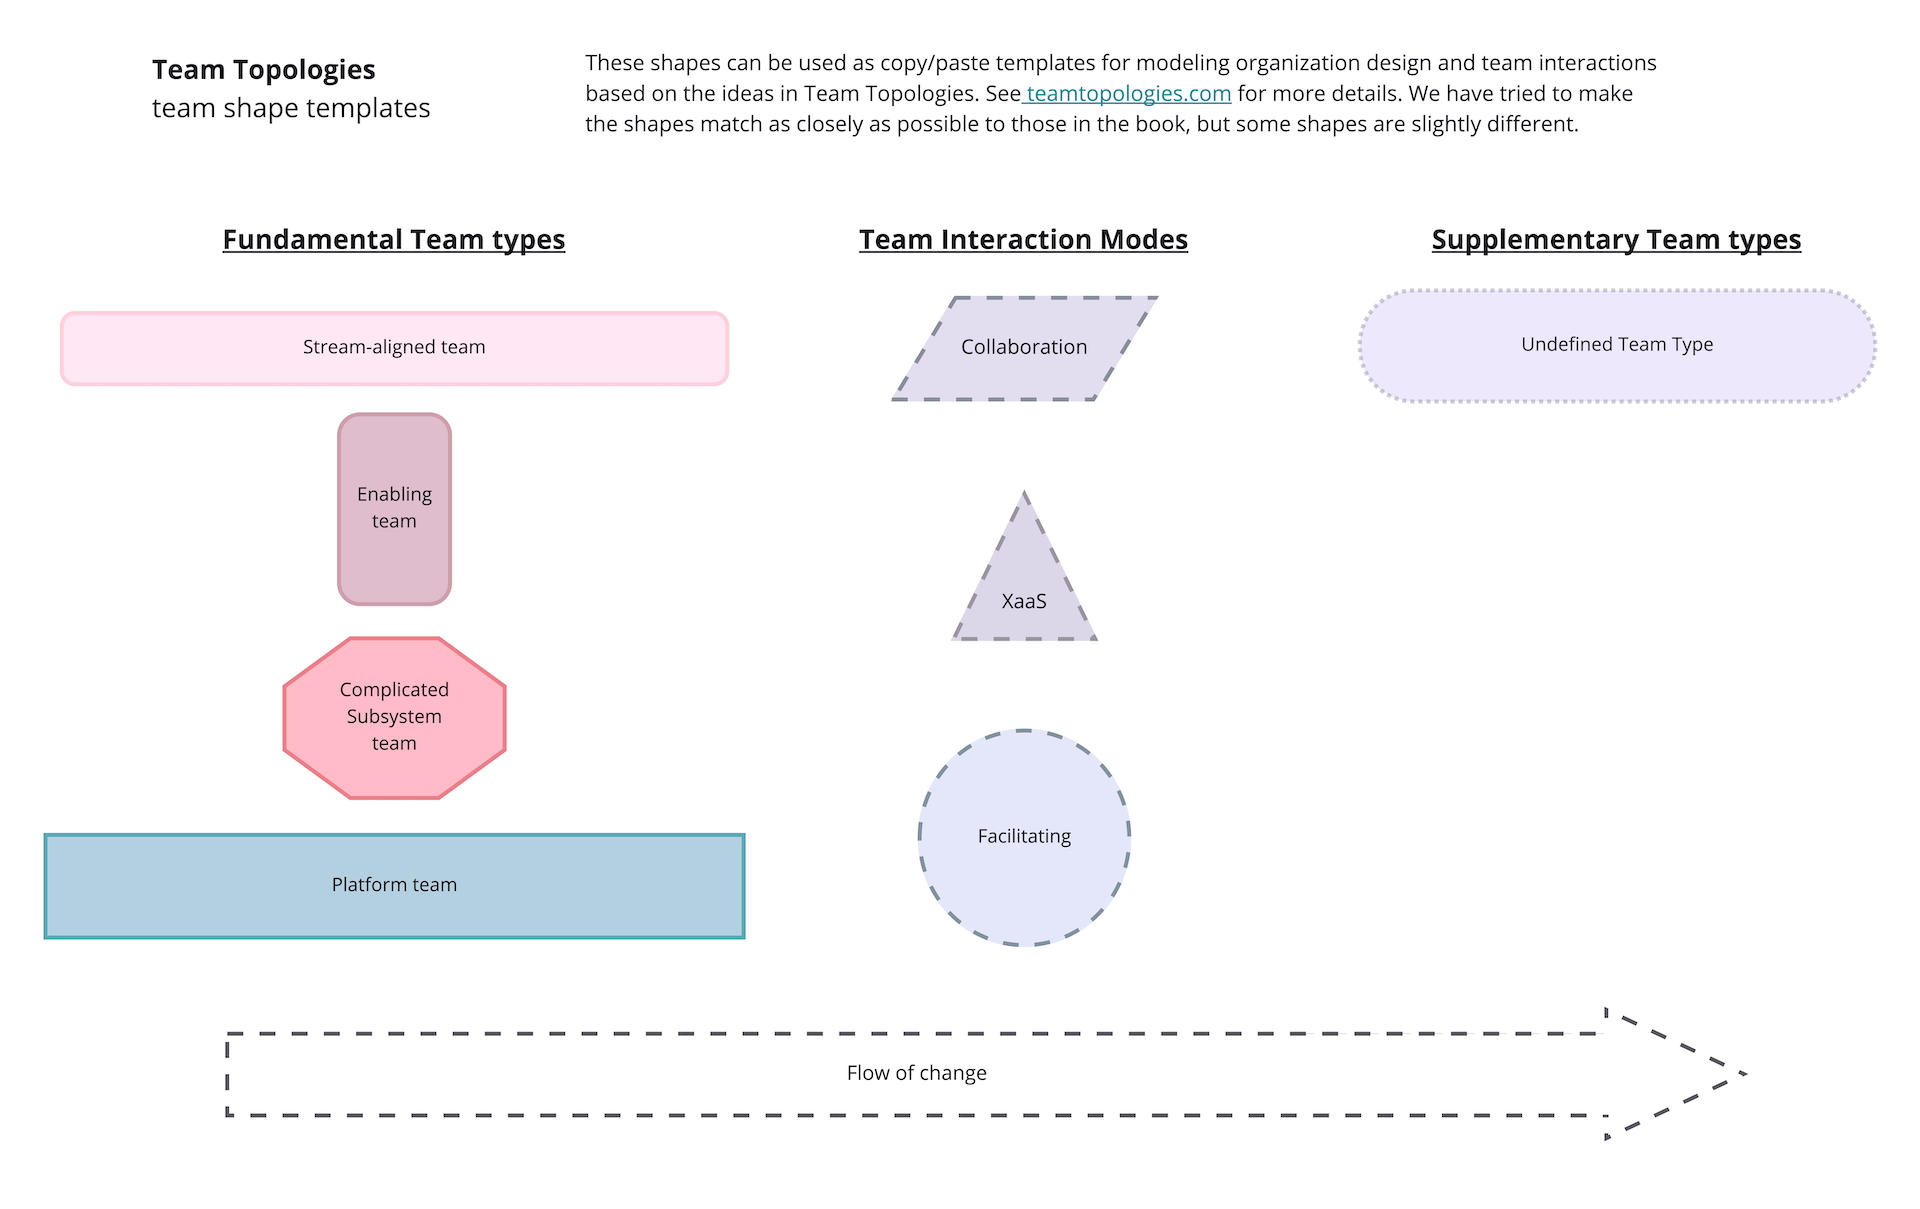 Team Topologies
team shape templates
These shapes can be used as copy/paste templates for modeling organization design and team interactions
based on the ideas in Team Topologies. See teamtopologies.com for more details. We have tried to make
the shapes match as closely as possible to those in the book, but some shapes are slightly different.
Fundamental Team types
Stream-aligned team
Enabling
team
Complicated
Subsystem
team
Platform team
Team Interaction Modes
Collaboration
XaaS
Facilitating
Supplementary Team types
Undefined Team Type
Flow of change